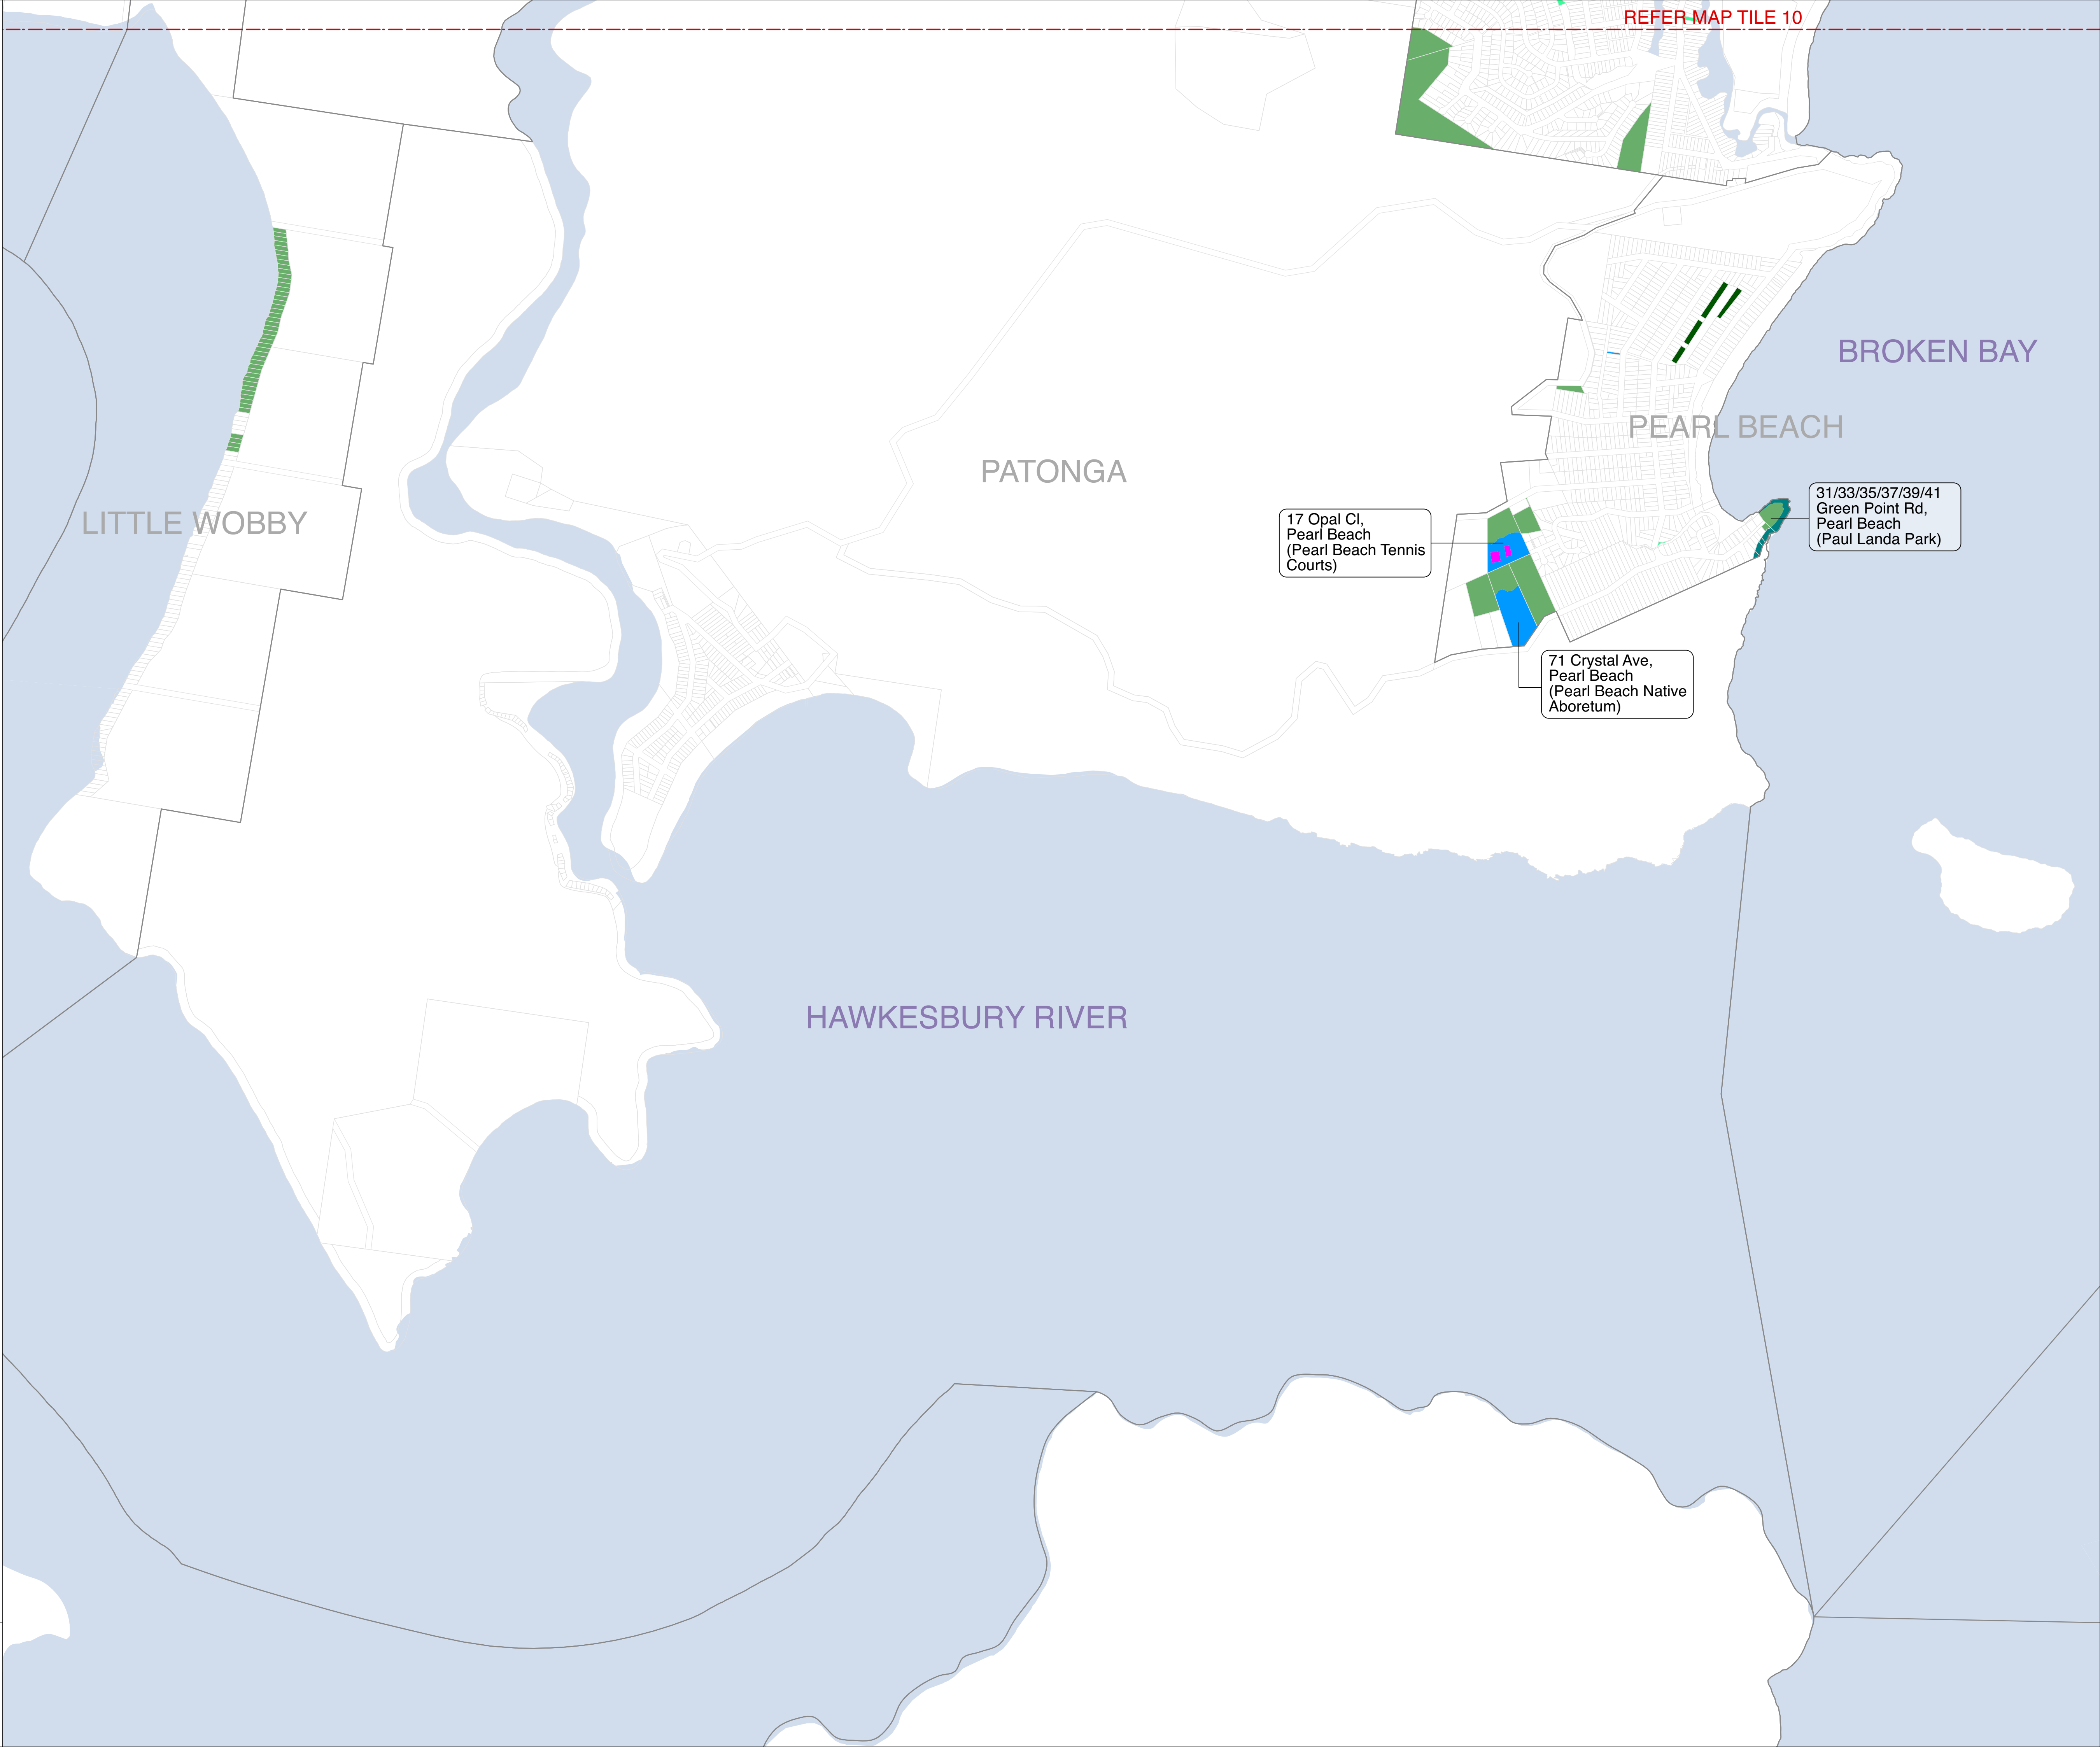 REFER MAP TILE 10
BROKEN BAY
PEARL BEACH
PATONGA
LITTLE WOBBY
31/33/35/37/39/41
Green Point Rd,
Pearl Beach
(Paul Landa Park)
17 Opal Cl,
Pearl Beach
(Pearl Beach Tennis
Courts)
71 Crystal Ave,
Pearl Beach
(Pearl Beach Native
Aboretum)
HAWKESBURY RIVER